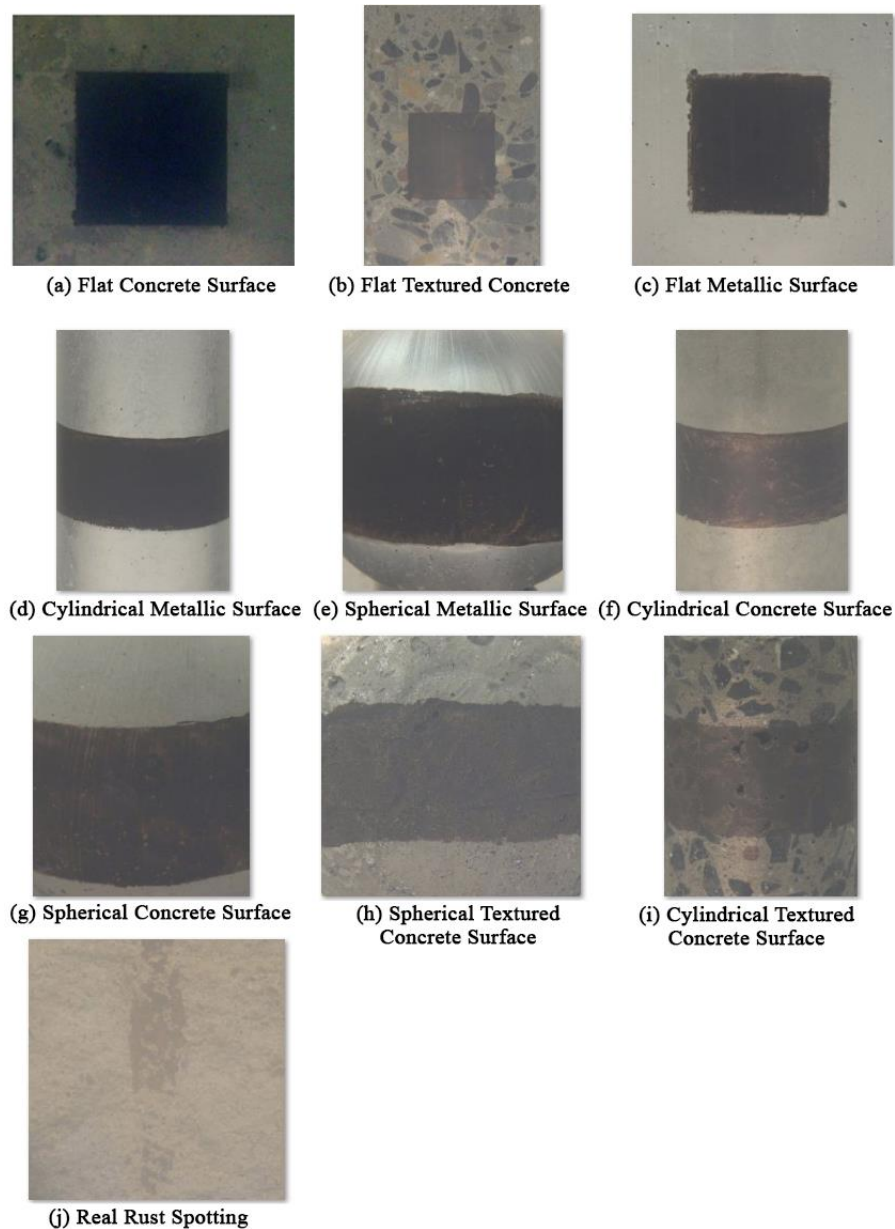 (a) Flat Concrete Surface
(b) Flat Textured Concrete
(c) Flat Metallic Surface
(d) Cylindrical Metallic Surface
(e) Spherical Metallic Surface
(f) Cylindrical Concrete Surface
(g) Spherical Concrete Surface
(h) Spherical Textured
Concrete Surface
(i) Cylindrical Textured
Concrete Surface
(j) Real Rust Spotting